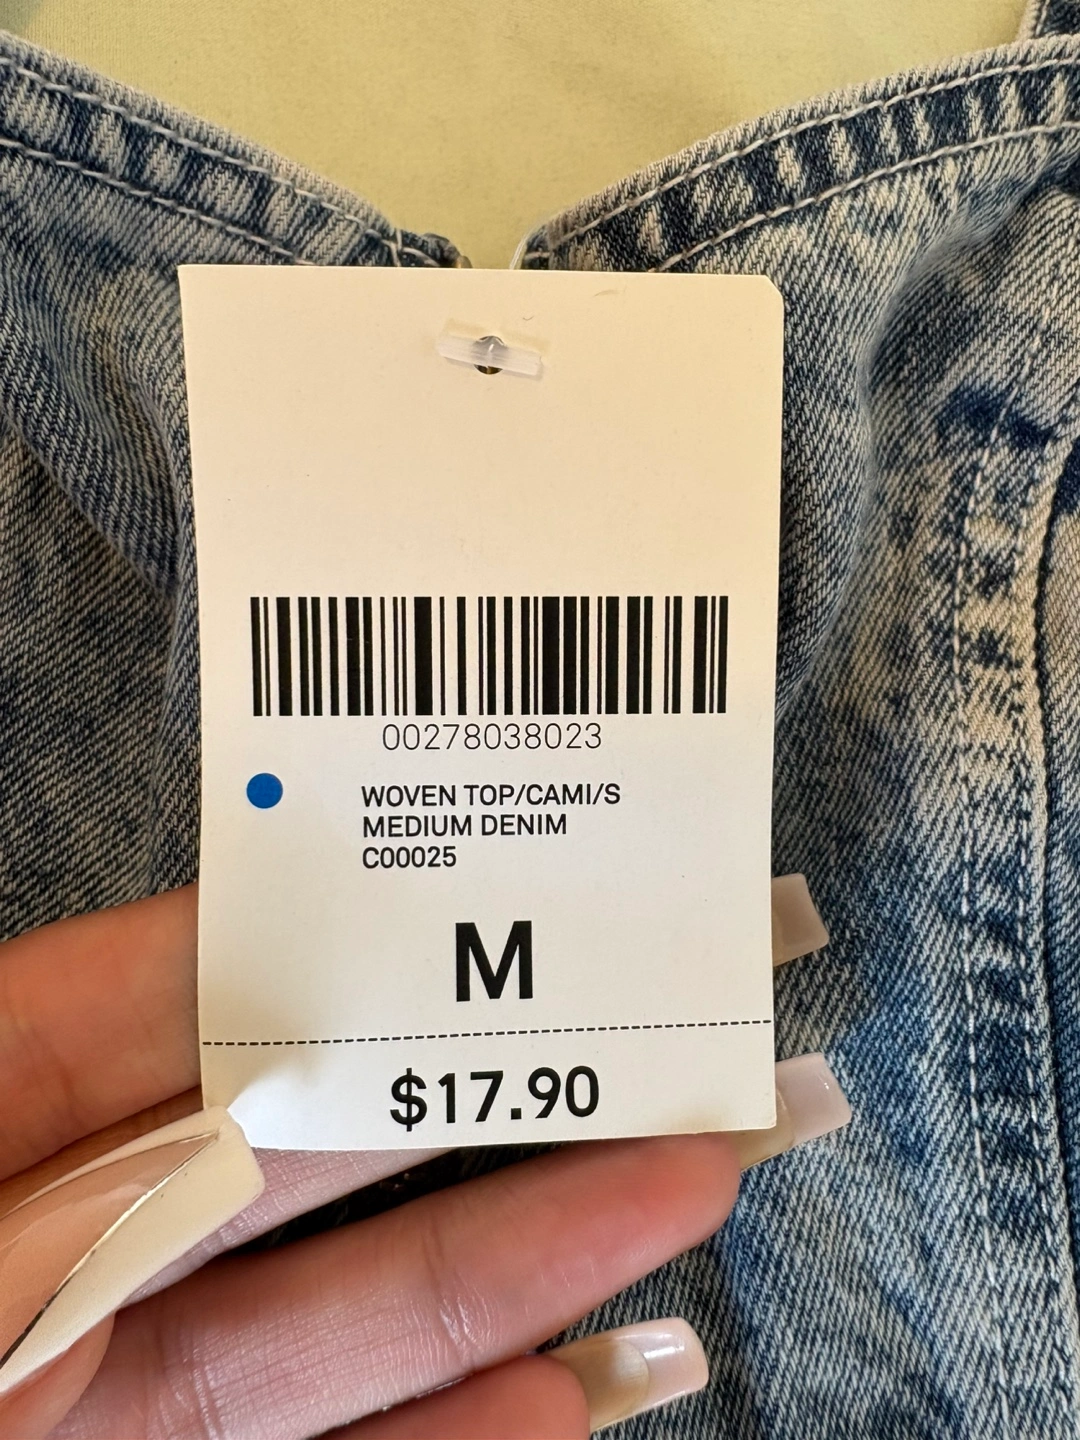 00278038023
WOVEN TOP/CAMI/S
MEDIUM DENIM
C00025
M
$17.90